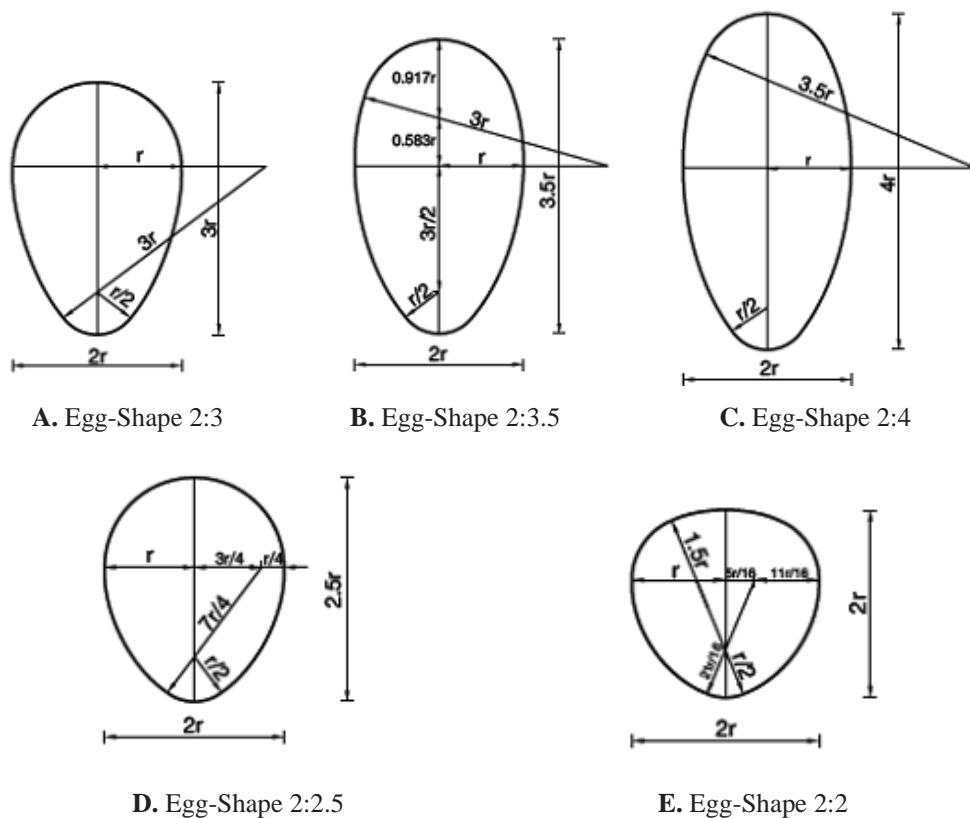 r
3r
3r
r/2
2r
A. Egg-Shape 2:3
0.917r
3r
0.583r
r
3r/2
3.5r
r/2
2r
B. Egg-Shape 2:3.5
3.5r
r
4r
r/2
2r
C. Egg-Shape 2:4
r
3r/4
r/4
7r/4
2.5r
r/2
2r
D. Egg-Shape 2:2.5
1.5r
r
5r/16
11r/16
2r
21r/16
r/2
2r
E. Egg-Shape 2:2